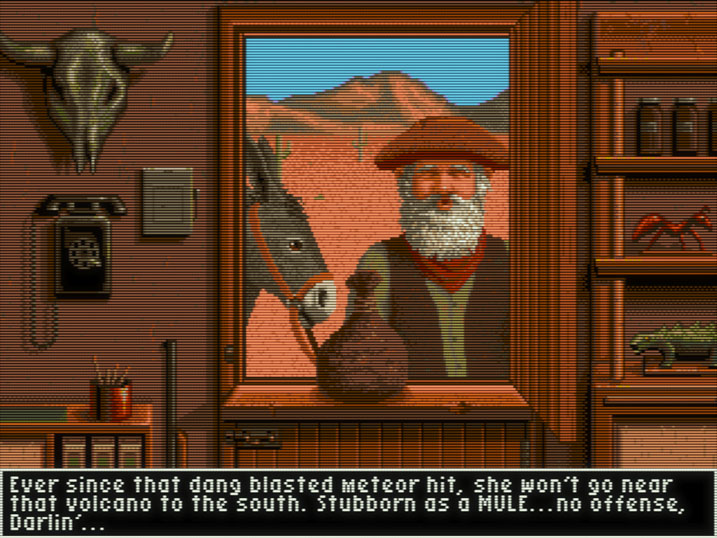 Ever since that dang blasted meteor hit, she won't go near
that volcano to the south. Stubborn as a MULE...no offense,
Darlin'...